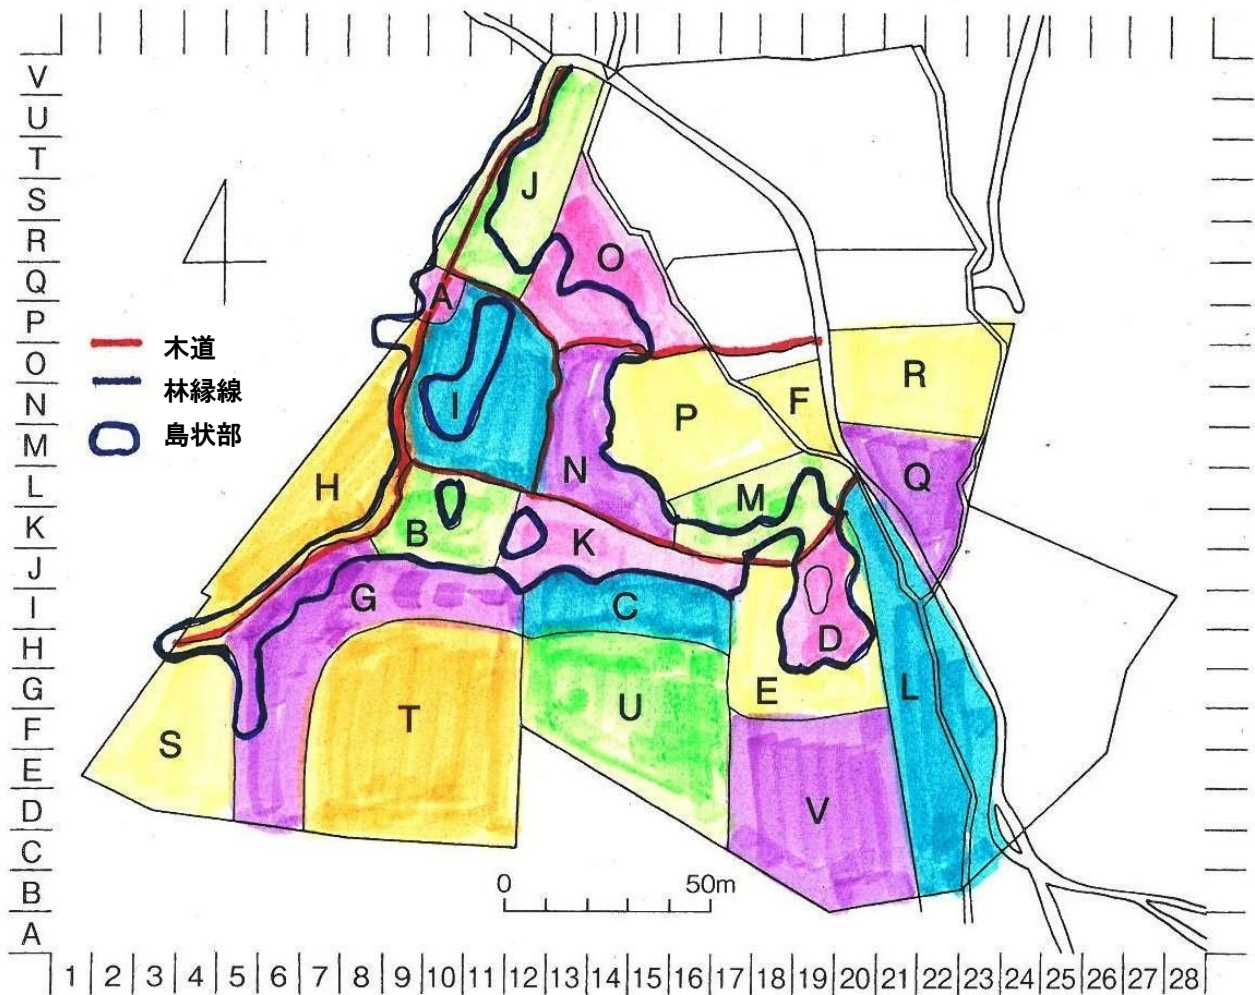 V
U
T
S
R
Q
P
O
N
M
L
K
J
I
H
G
F
E
D
C
B
A
木道
林縁線
島状部
J
O
A
I
P
F
R
H
N
M
Q
B
K
G
C
D
E
L
S
T
U
V
0 50m
1 2 3 4 5 6 7 8 9 10 11 12 13 14 15 16 17 18 19 20 21 22 23 24 25 26 27 28